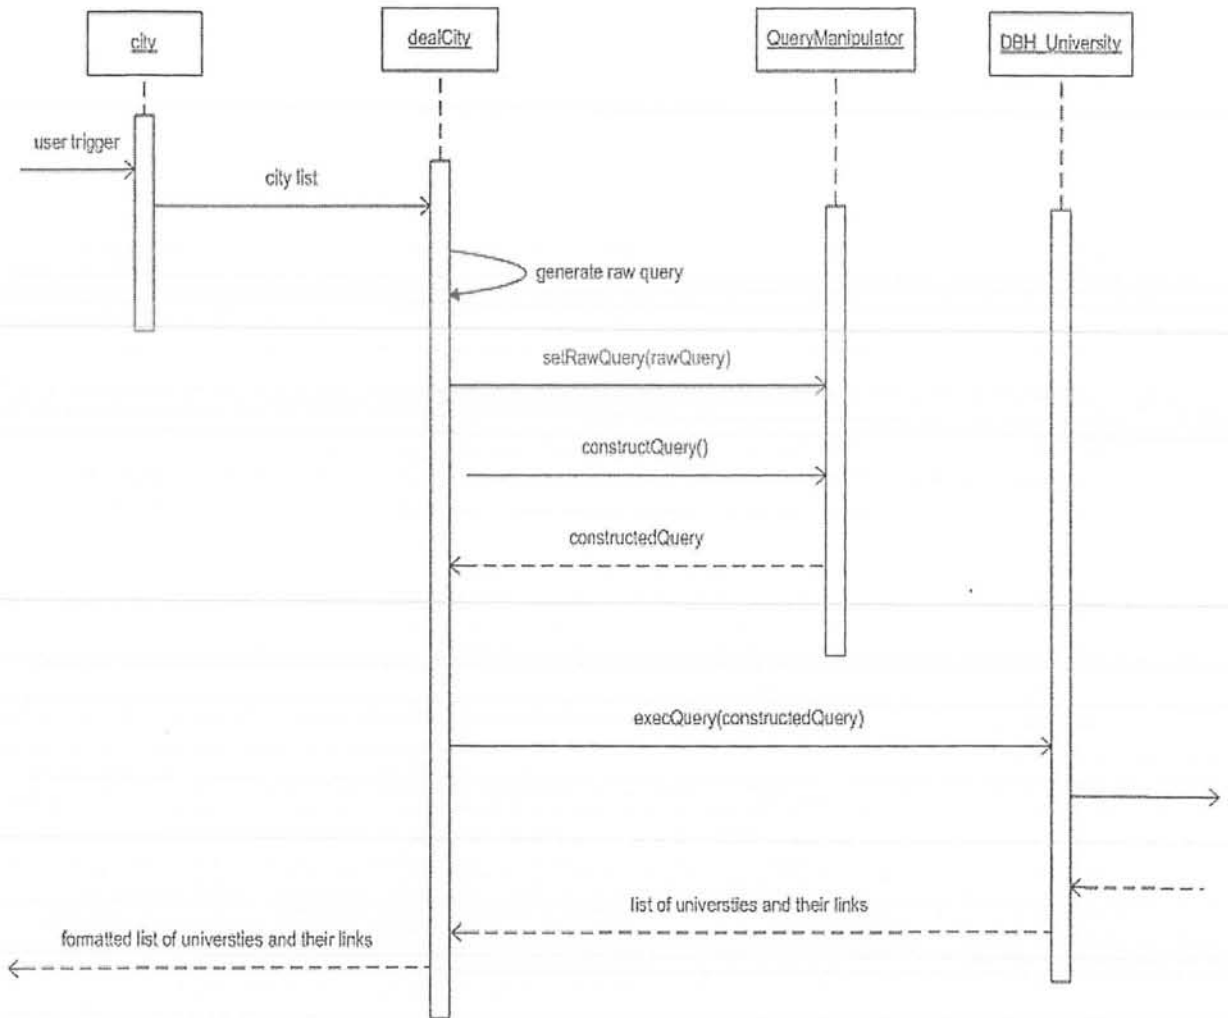 city
dealCity
QueryManipulator
DBH_University
user trigger
city list
generate raw query
setRawQuery(rawQuery)
constructQuery()
constructedQuery
execQuery(constructedQuery)
list of universties and their links
formatted list of universties and their links